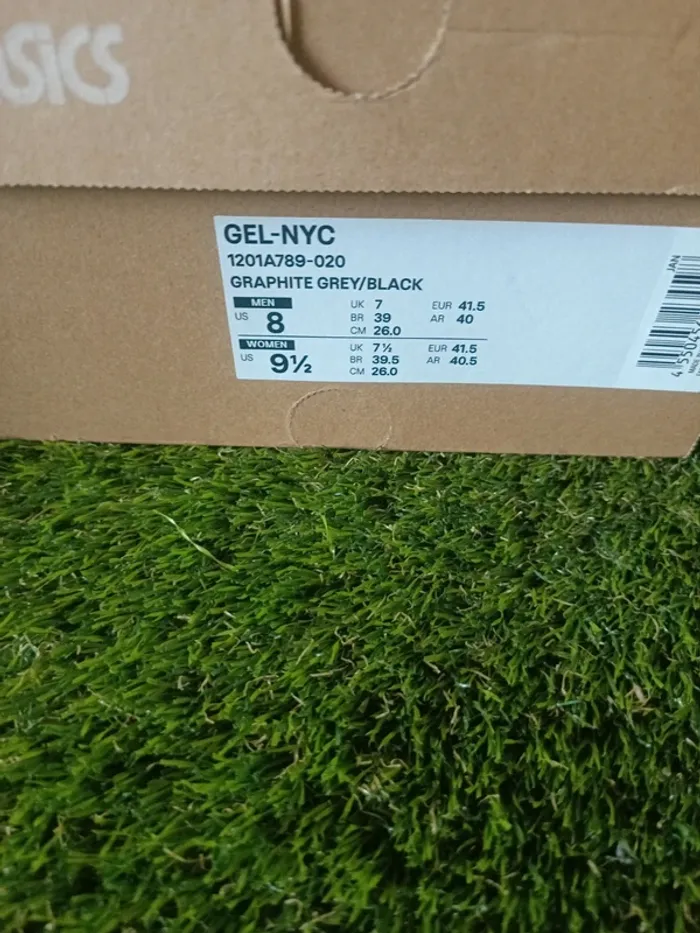 asics
GEL-NYC
1201A789-020
GRAPHITE GREY/BLACK
MEN
US 8
UK 7 EUR 41.5
BR 39 AR 40
CM 26.0
WOMEN
US 9½
UK 7½ EUR 41.5
BR 39.5 AR 40.5
CM 26.0
JAN